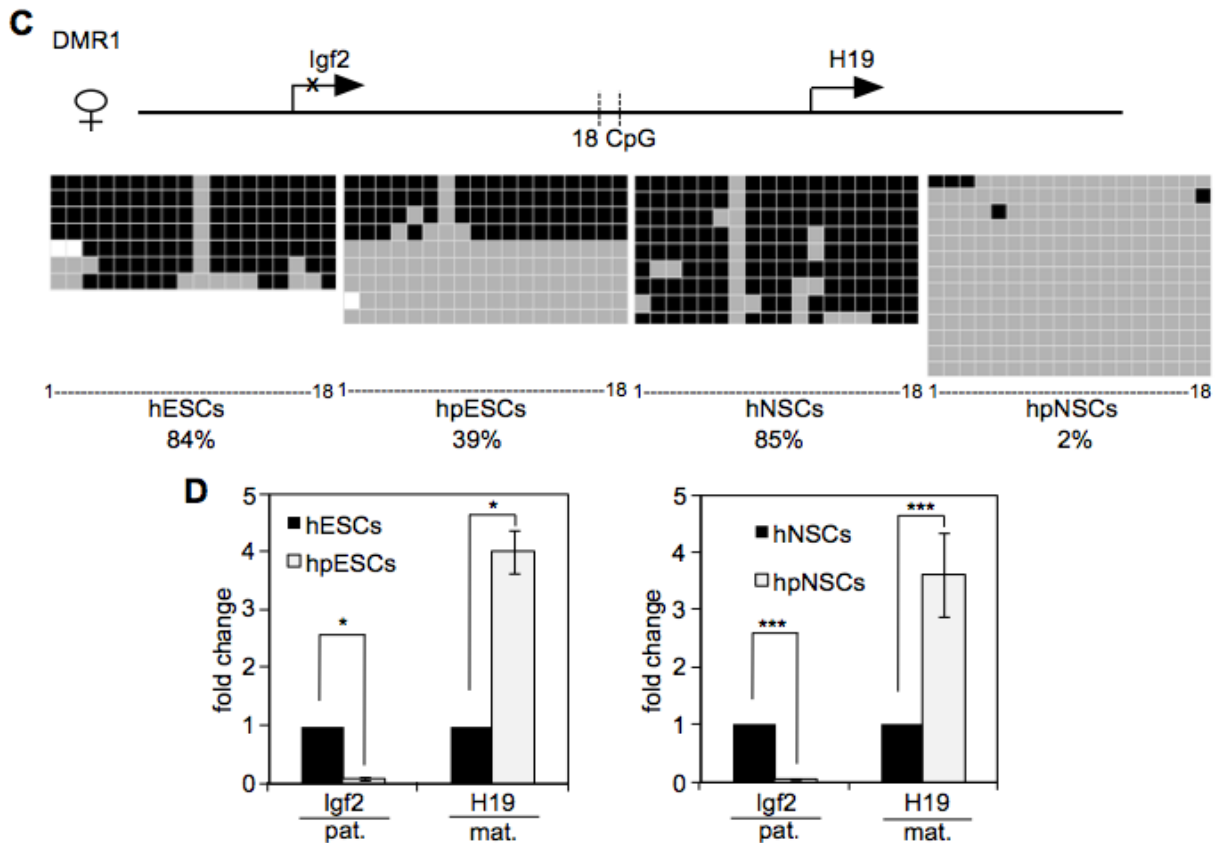 C
DMR1
Igf2
x
H19
18 CpG
1 18 1 18 1 18 1 18
hESCs hpESCs hNSCs hpNSCs
84% 39% 85% 2%
D
5
4
3
2
1
0
fold change
hESCs
hpESCs
*
*
Igf2 H19
pat. mat.
5
4
3
2
1
0
fold change
hNSCs
hpNSCs
***
***
Igf2 H19
pat. mat.